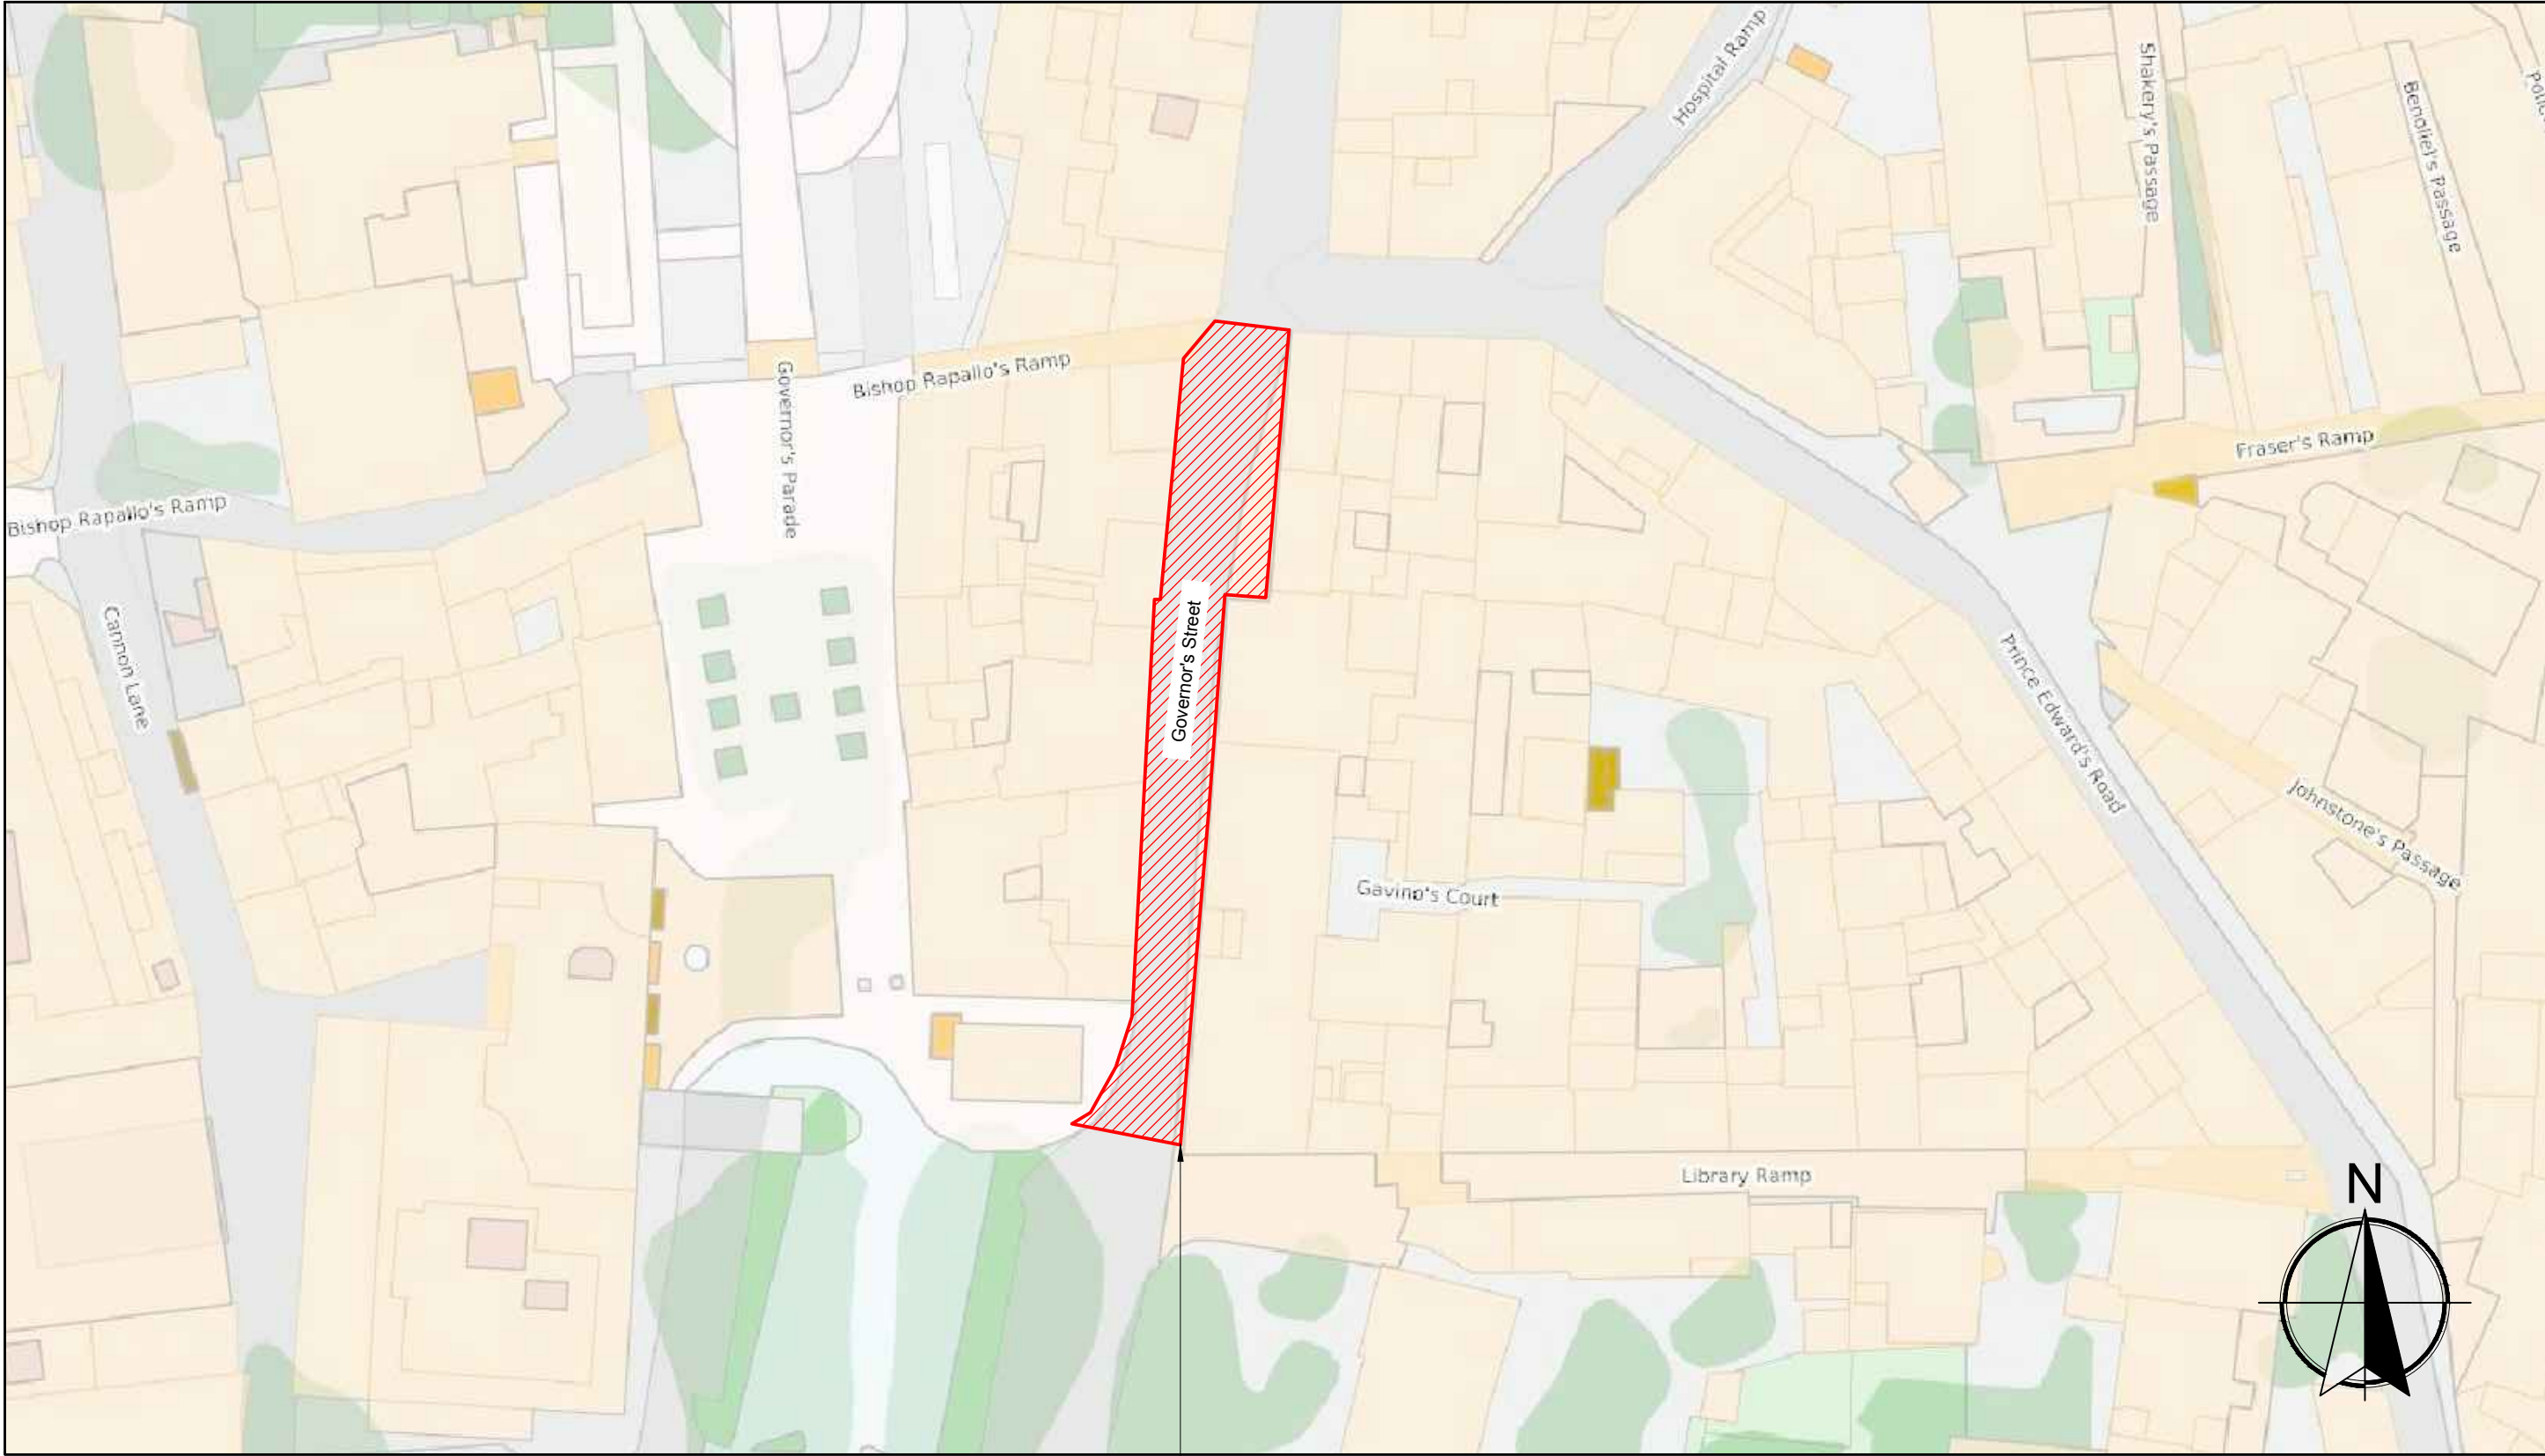 Hospital Ramp
Shakery's Passage
Benoliel's Passage
Governor's Parade
Bishop Rapallo's Ramp
Fraser's Ramp
Bishop Rapallo's Ramp
Cannon Lane
Governor's Street
Prince Edward's Road
Johnstone's Passage
Gavino's Court
Library Ramp
N